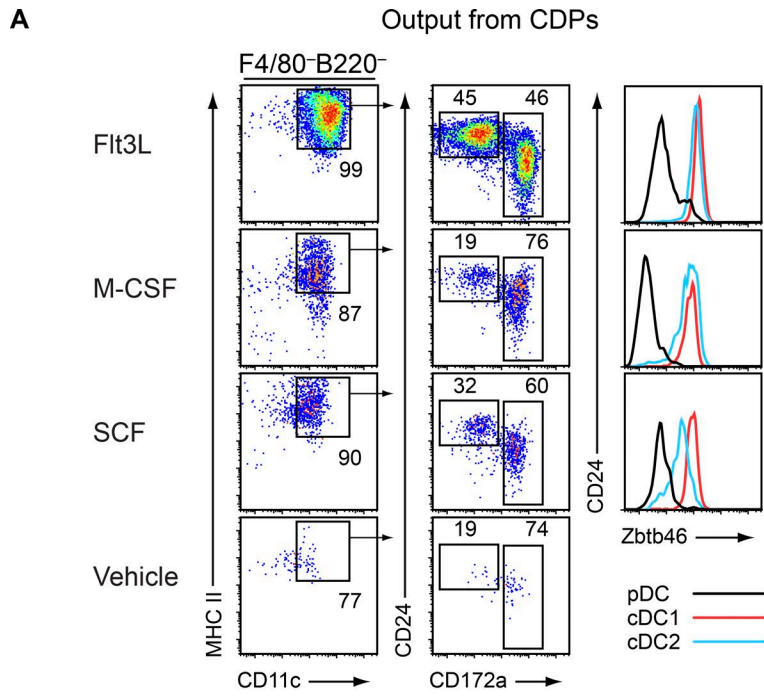 A
Output from CDPs
F4/80⁻B220⁻
Flt3L
99
45 46
M-CSF
87
19 76
SCF
90
32 60
Vehicle
77
19 74
MHC II
CD24
CD24
CD11c
CD172a
Zbtb46
pDC
cDC1
cDC2